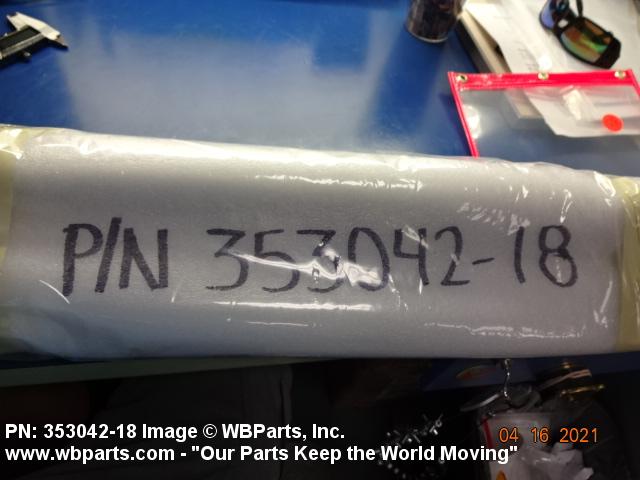 P/N 353042-18
PN: 353042-18 Image © WBParts, Inc.
www.wbparts.com - "Our Parts Keep the World Moving"
04 16 2021